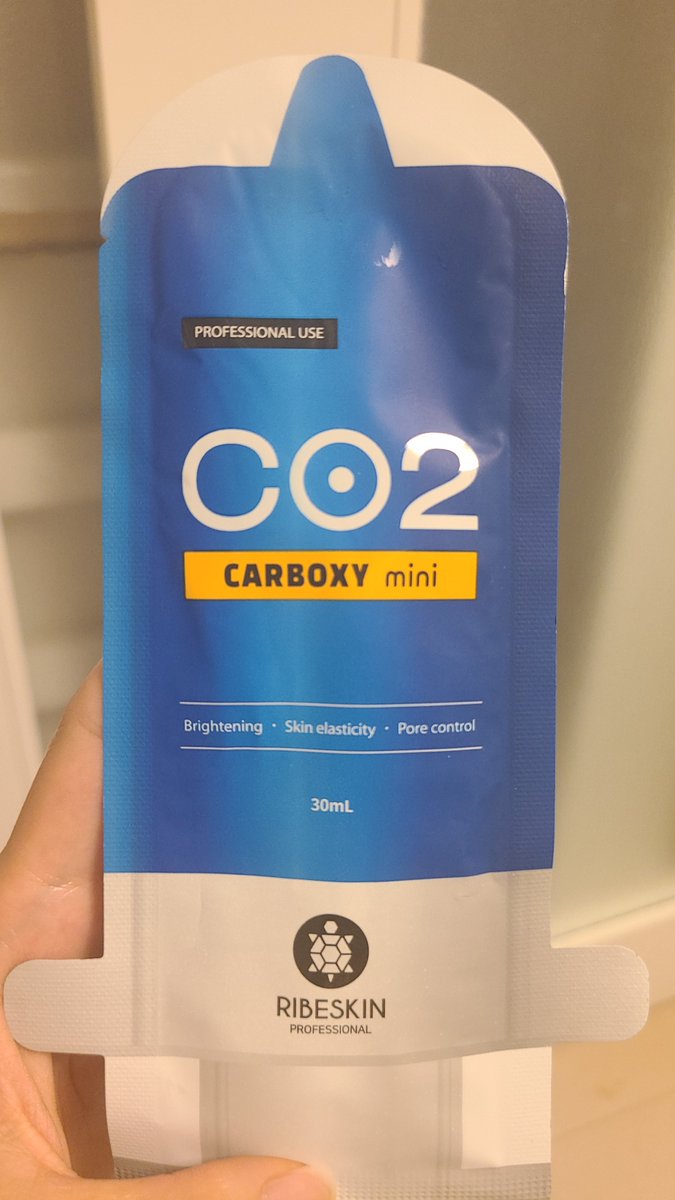 PROFESSIONAL USE
CO2
CARBOXY mini
Brightening · Skin elasticity · Pore control
30mL
RIBESKIN
PROFESSIONAL